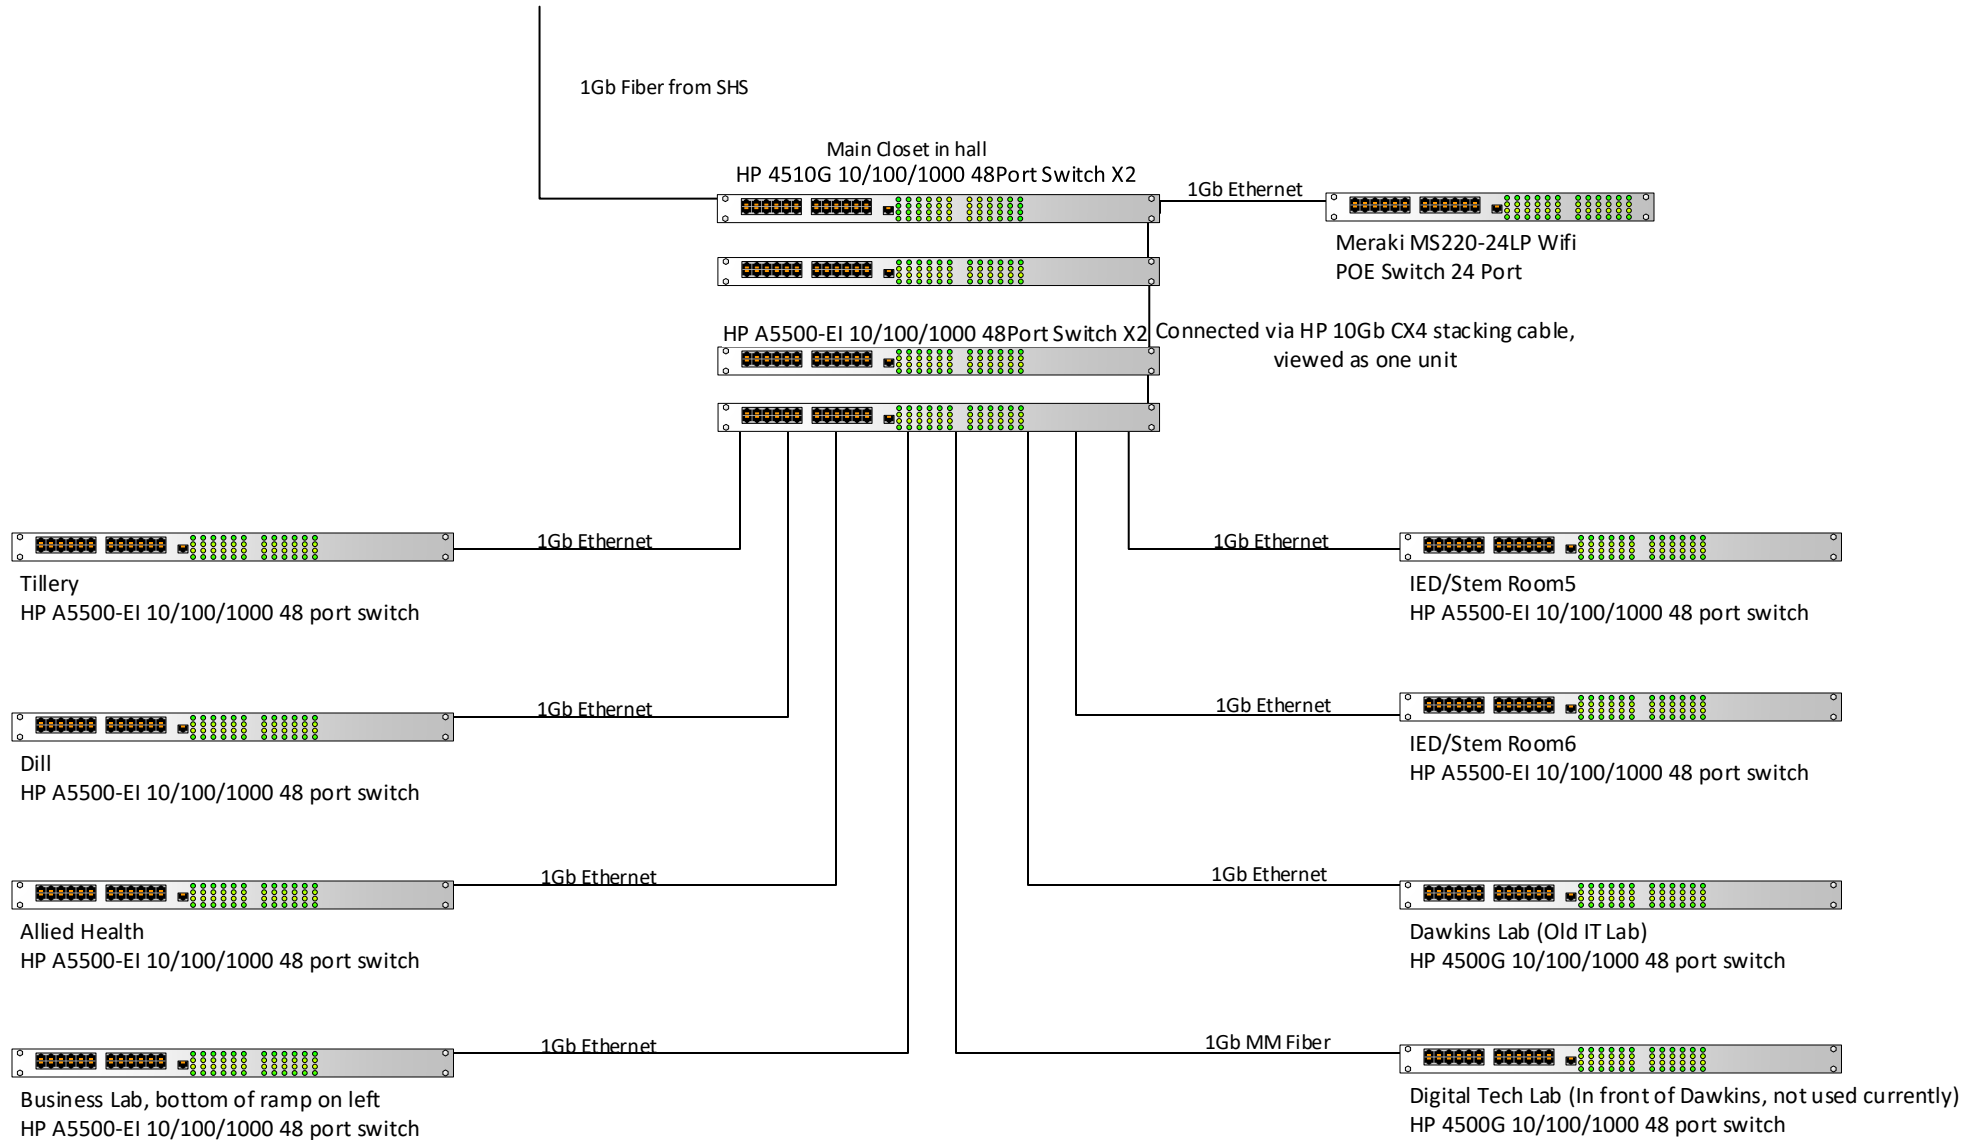 1Gb Fiber from SHS
Main Closet in hall
HP 4510G 10/100/1000 48Port Switch X2
1Gb Ethernet
Meraki MS220-24LP Wifi
POE Switch 24 Port
HP A5500-EI 10/100/1000 48Port Switch X2
Connected via HP 10Gb CX4 stacking cable,
viewed as one unit
1Gb Ethernet
Tillery
HP A5500-EI 10/100/1000 48 port switch
1Gb Ethernet
IED/Stem Room5
HP A5500-EI 10/100/1000 48 port switch
1Gb Ethernet
Dill
HP A5500-EI 10/100/1000 48 port switch
1Gb Ethernet
IED/Stem Room6
HP A5500-EI 10/100/1000 48 port switch
1Gb Ethernet
Allied Health
HP A5500-EI 10/100/1000 48 port switch
1Gb Ethernet
Dawkins Lab (Old IT Lab)
HP 4500G 10/100/1000 48 port switch
1Gb Ethernet
Business Lab, bottom of ramp on left
HP A5500-EI 10/100/1000 48 port switch
1Gb MM Fiber
Digital Tech Lab (In front of Dawkins, not used currently)
HP 4500G 10/100/1000 48 port switch